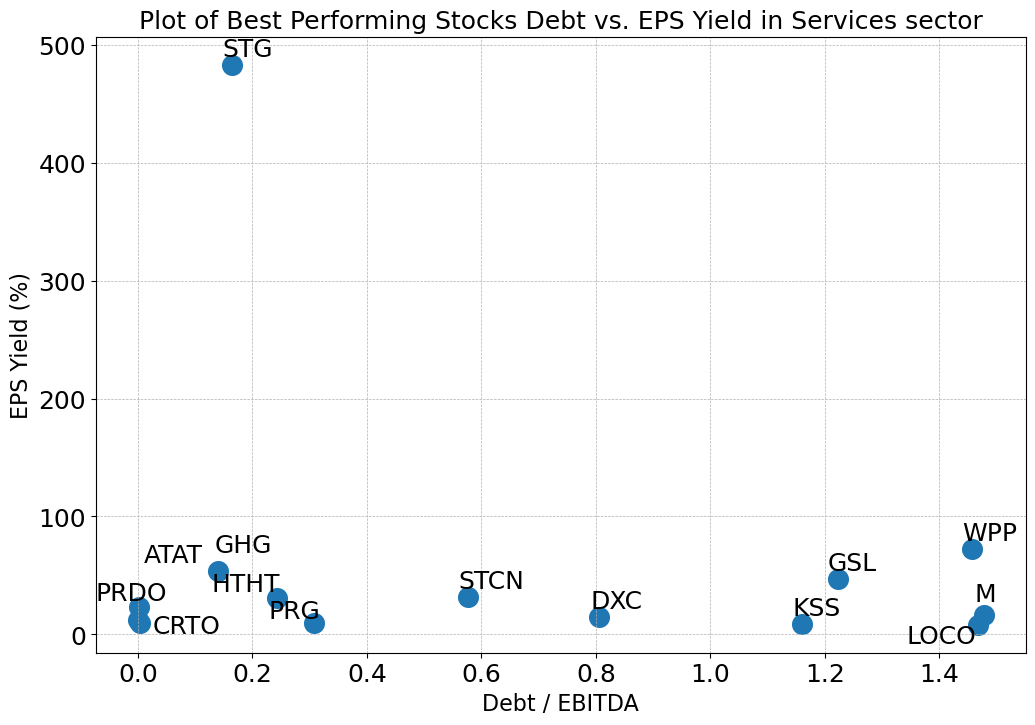 Plot of Best Performing Stocks Debt vs. EPS Yield in Services sector
500
STG
400
300
200
100
0
EPS Yield (%)
WPP
GHG
ATAT
GSL
STCN
HTHT
PRDO
M
DXC
KSS
PRG
CRTO
LOCO
0.0 0.2 0.4 0.6 0.8 1.0 1.2 1.4
Debt / EBITDA